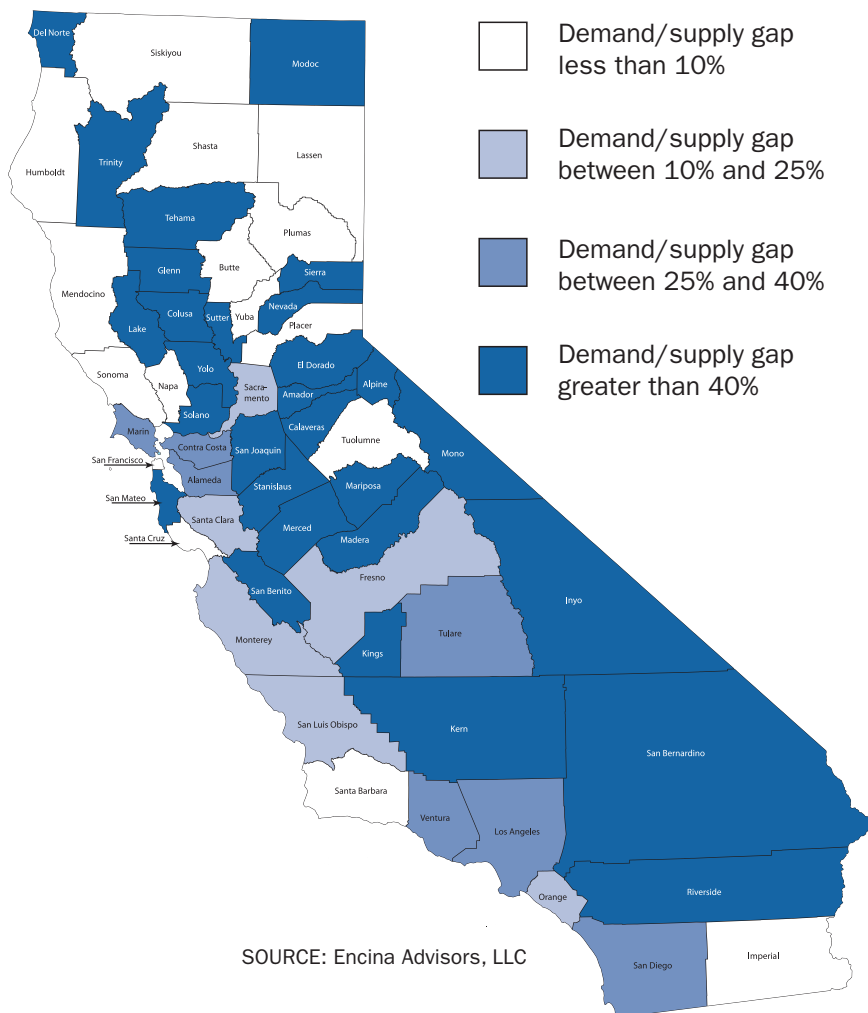 Demand/supply gap
less than 10%
Demand/supply gap
between 10% and 25%
Demand/supply gap
between 25% and 40%
Demand/supply gap
greater than 40%
Del Norte
Siskiyou
Modoc
Humboldt
Trinity
Shasta
Lassen
Tehama
Plumas
Butte
Glenn
Sierra
Mendocino
Colusa
Nevada
Lake
Sutter
Yuba
Placer
Yolo
El Dorado
Sonoma
Napa
Sacra-
mento
Alpine
Amador
Solano
Calaveras
Marin
Contra Costa
San Joaquin
Tuolumne
Mono
San Francisco
Alameda
Stanislaus
Mariposa
San Mateo
Santa Clara
Merced
Madera
Santa Cruz
Fresno
San Benito
Inyo
Monterey
Tulare
Kings
San Luis Obispo
Kern
San Bernardino
Santa Barbara
Ventura
Los Angeles
Orange
Riverside
SOURCE: Encina Advisors, LLC
San Diego
Imperial